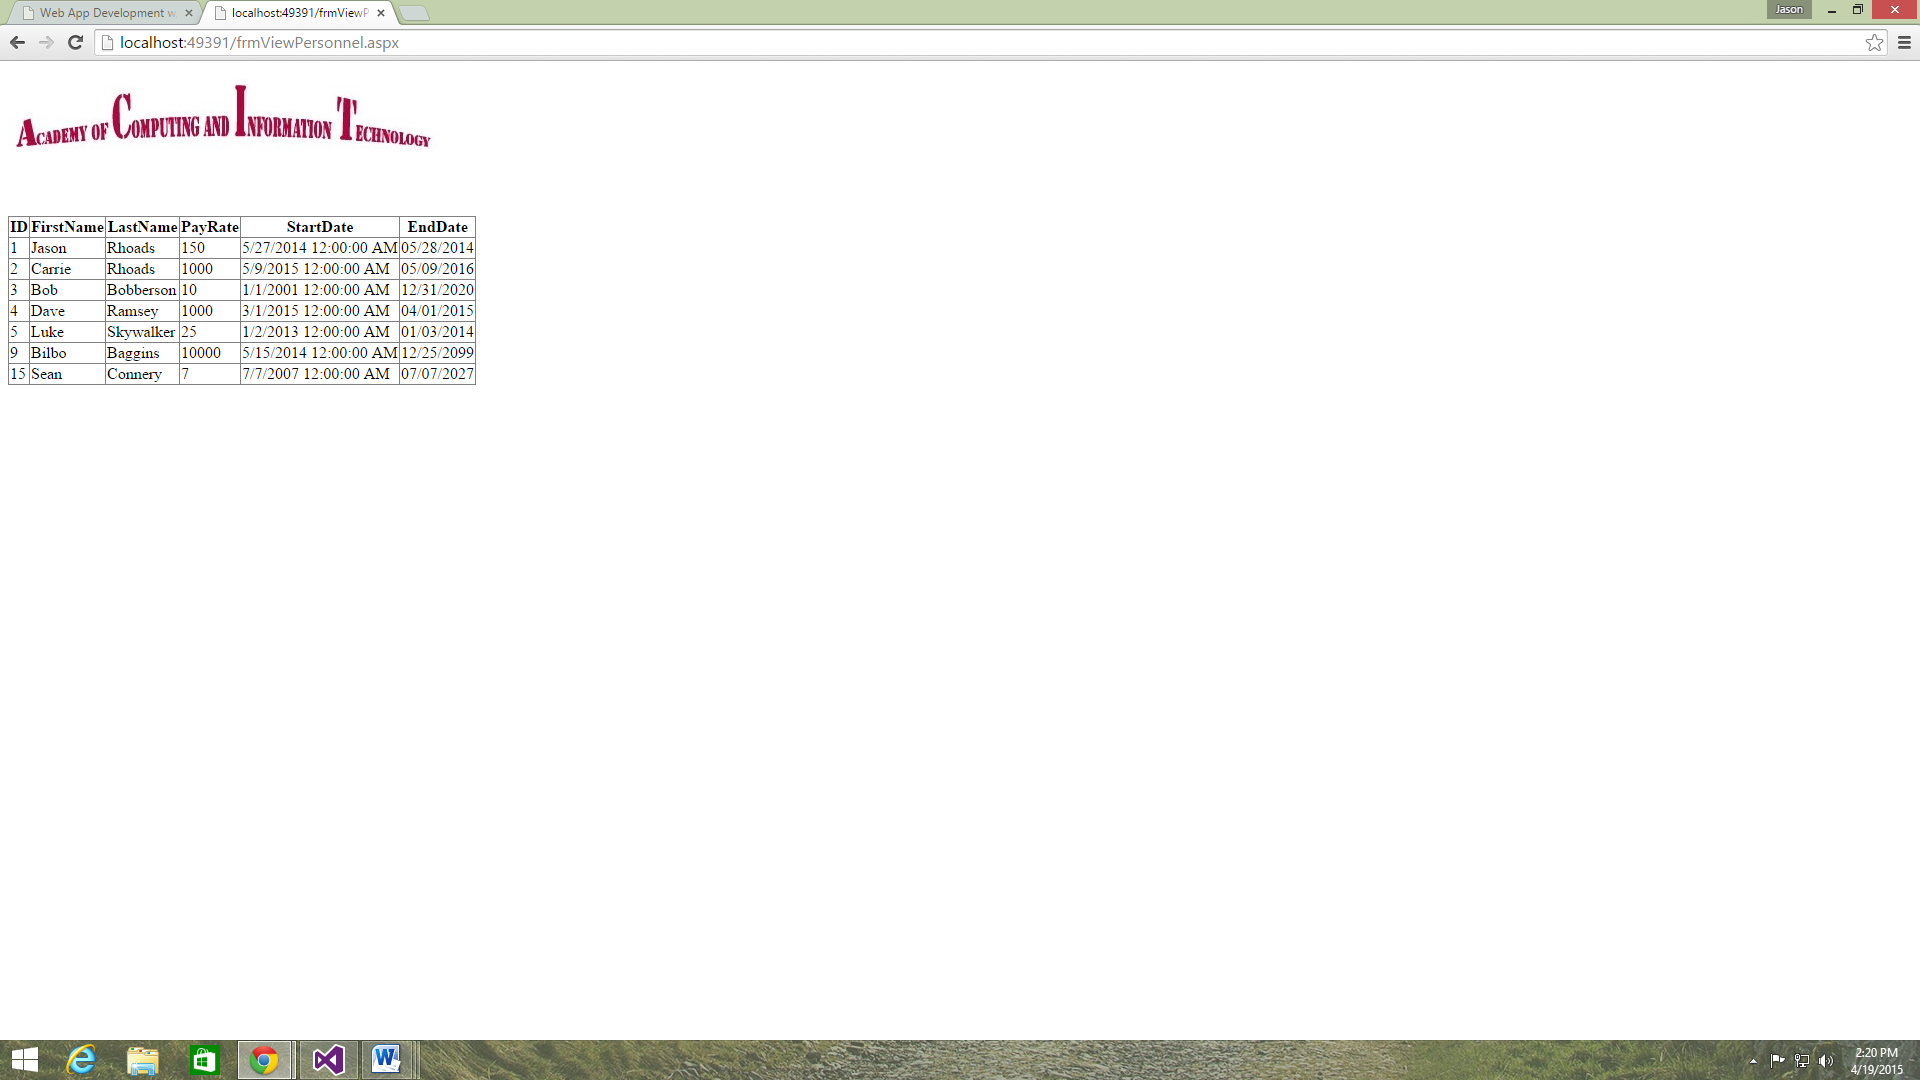 Web App Development w
localhost:49391/frmViewP
Jason
localhost:49391/frmViewPersonnel.aspx
ACADEMY OF COMPUTING AND INFORMATION TECHNOLOGY
ID FirstName LastName PayRate StartDate EndDate
1 Jason Rhoads 150 5/27/2014 12:00:00 AM 05/28/2014
2 Carrie Rhoads 1000 5/9/2015 12:00:00 AM 05/09/2016
3 Bob Bobberson 10 1/1/2001 12:00:00 AM 12/31/2020
4 Dave Ramsey 1000 3/1/2015 12:00:00 AM 04/01/2015
5 Luke Skywalker 25 1/2/2013 12:00:00 AM 01/03/2014
9 Bilbo Baggins 10000 5/15/2014 12:00:00 AM 12/25/2099
15 Sean Connery 7 7/7/2007 12:00:00 AM 07/07/2027
2:20 PM
4/19/2015